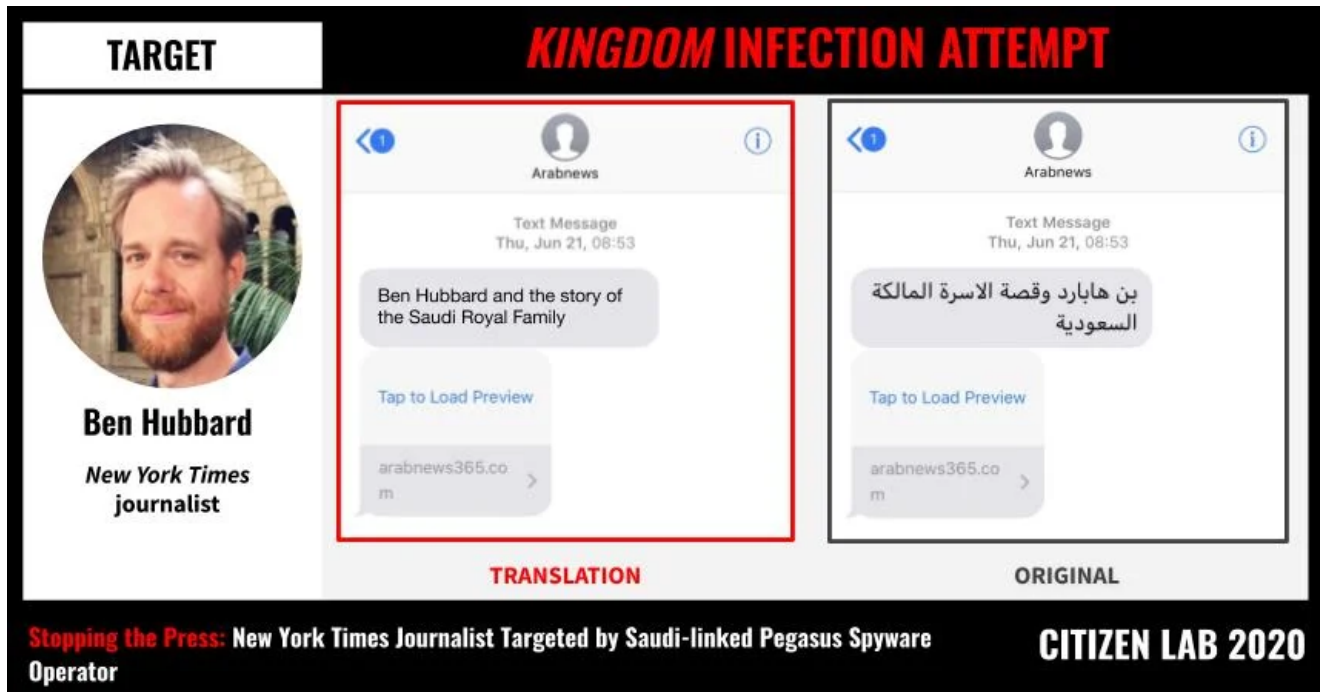 TARGET
KINGDOM INFECTION ATTEMPT
Ben Hubbard
New York Times
journalist
1
Arabnews
Text Message
Thu, Jun 21, 08:53
Ben Hubbard and the story of
the Saudi Royal Family
Tap to Load Preview
arabnews365.co
m
TRANSLATION
1
Arabnews
Text Message
Thu, Jun 21, 08:53
بن هابارد وقصة الاسرة المالكة
السعودية
Tap to Load Preview
arabnews365.co
m
ORIGINAL
Stopping the Press: New York Times Journalist Targeted by Saudi-linked Pegasus Spyware
Operator
CITIZEN LAB 2020